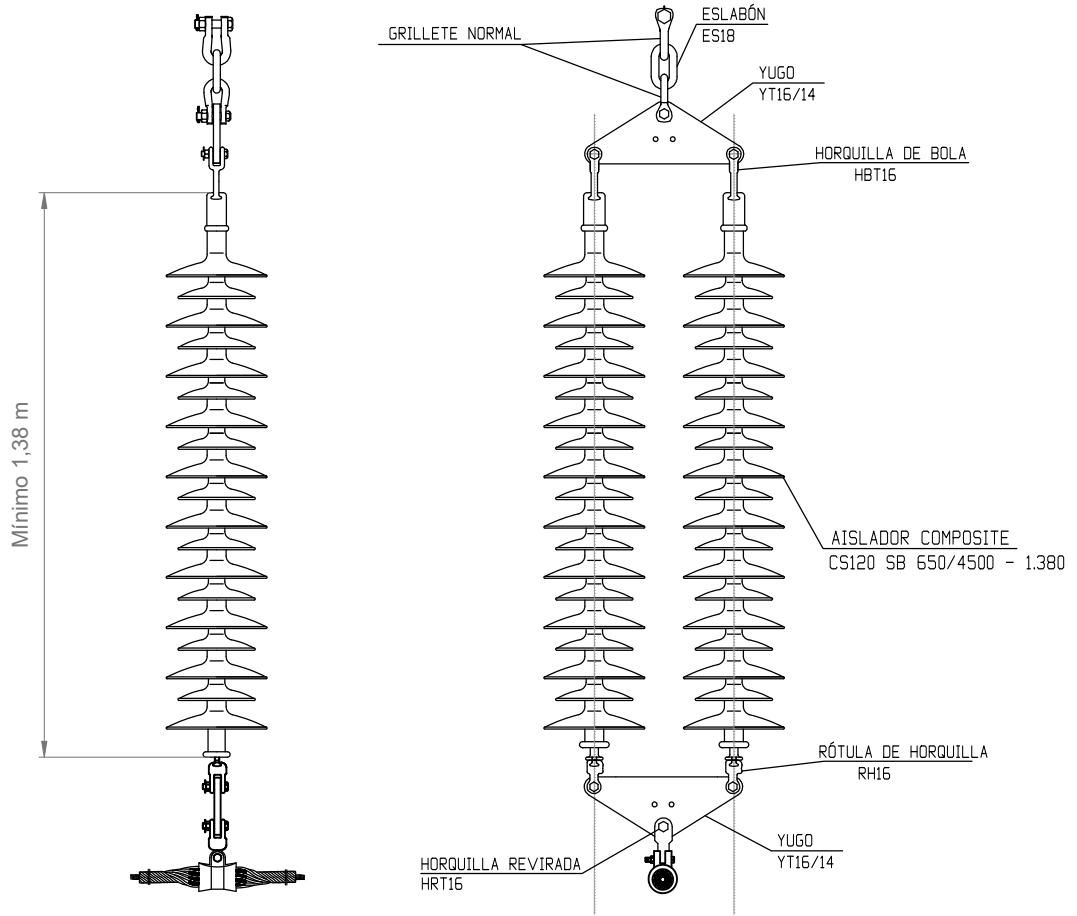 GRILLETE NORMAL
ESLABÓN
ES18
YUGO
YT16/14
HORQUILLA DE BOLA
HBT16
Mínimo 1,38 m
AISLADOR COMPOSITE
CS120 SB 650/4500 - 1.380
RÓTULA DE HORQUILLA
RH16
YUGO
YT16/14
HORQUILLA REVIRADA
HRT16